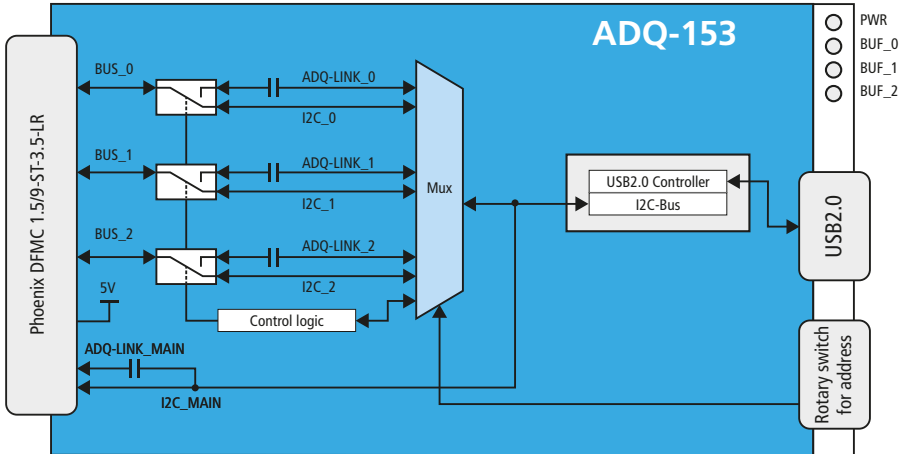 ADQ-153
PWR
BUF_0
BUF_1
BUF_2
Phoenix DFMC 1.5/9-ST-3.5-LR
BUS_0
ADQ-LINK_0
I2C_0
BUS_1
ADQ-LINK_1
I2C_1
BUS_2
ADQ-LINK_2
I2C_2
Mux
USB2.0 Controller
I2C-Bus
USB2.0
5V
Control logic
ADQ-LINK_MAIN
I2C_MAIN
Rotary switch
for address